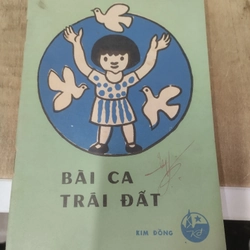 BÀI CA
TRÁI ĐẤT
KIM ĐỒNG